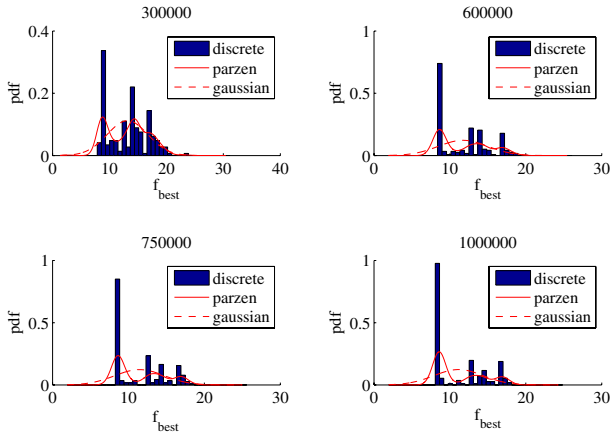 300000
0.4
0.2
0
pdf
0 10 20 30 40
f_best
discrete
parzen
gaussian
600000
1
0.5
0
pdf
0 10 20 30
f_best
discrete
parzen
gaussian
750000
1
0.5
0
pdf
0 10 20 30
f_best
discrete
parzen
gaussian
1000000
1
0.5
0
pdf
0 10 20 30
f_best
discrete
parzen
gaussian